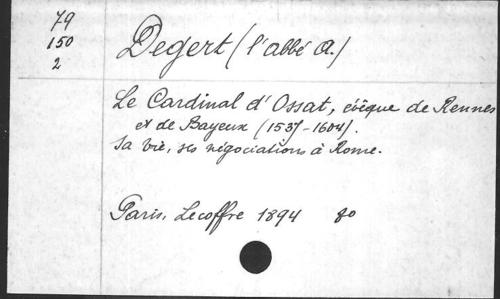 79
150
2
Degert (l'abbé A.)
Le Cardinal d'Ossat, évêque de Rennes
et de Bayeux (1537-1604).
Sa vie, ses négociations à Rome.
Paris, Lecoffre 1894 80